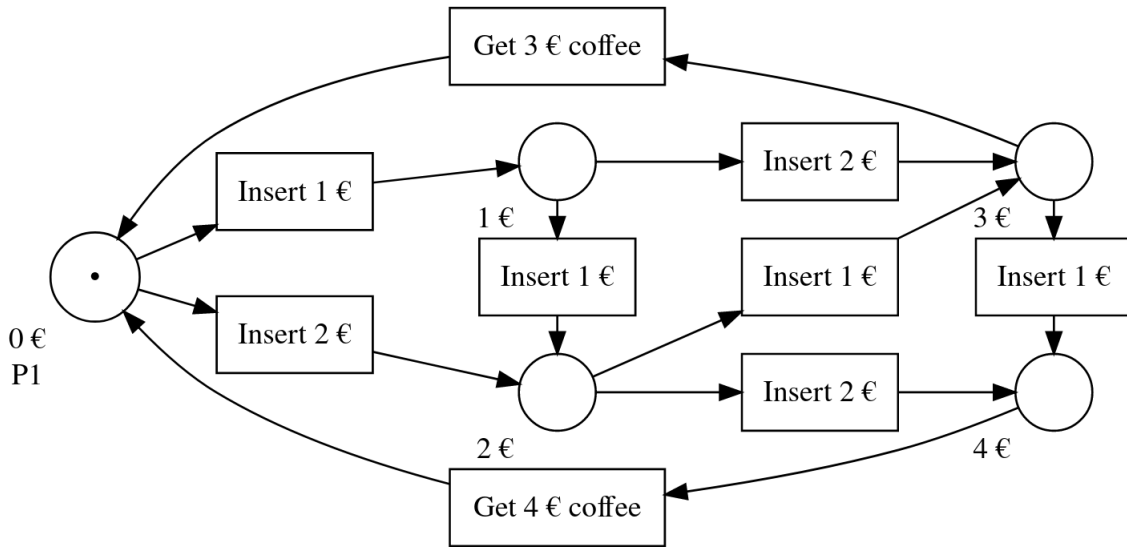 Get 3 € coffee
Insert 1 €
1 €
Insert 2 €
3 €
Insert 1 €
Insert 1 €
Insert 1 €
0 €
P1
Insert 2 €
2 €
Insert 2 €
4 €
Get 4 € coffee